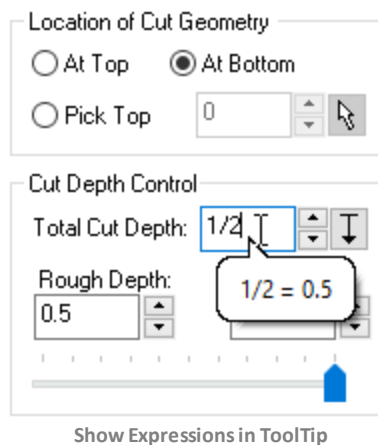 Location of Cut Geometry
At Top At Bottom
Pick Top 0
Cut Depth Control
Total Cut Depth: 1/2
1/2 = 0.5
Rough Depth:
0.5
Show Expressions in ToolTip